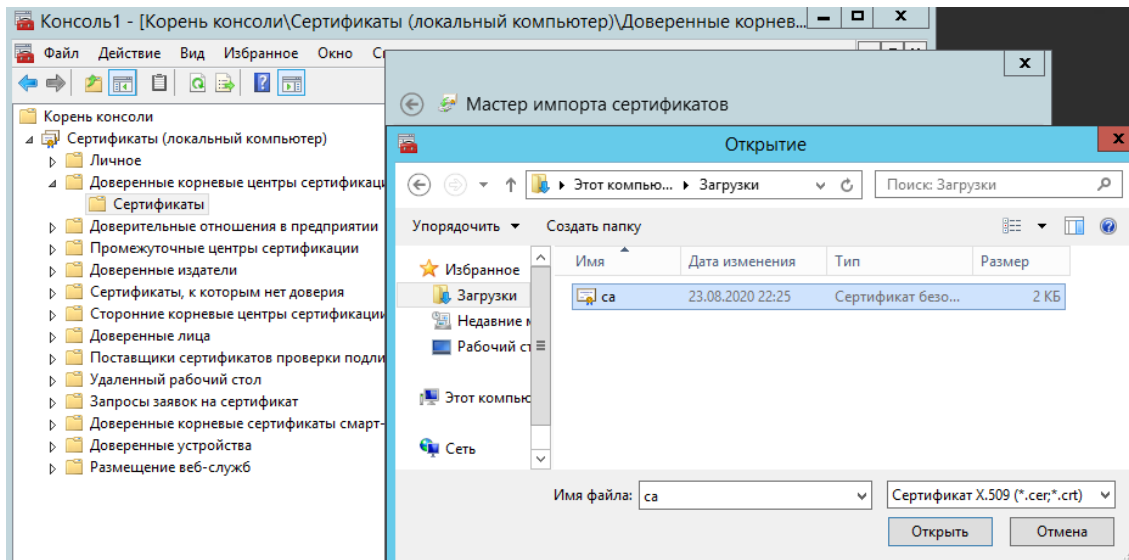 Консоль1 - [Корень консоли\Сертификаты (локальный компьютер)\Доверенные корнев...
Файл Действие Вид Избранное Окно
Мастер импорта сертификатов
Корень консоли
Сертификаты (локальный компьютер)
Личное
Доверенные корневые центры сертификаци
Сертификаты
Доверительные отношения в предприятии
Промежуточные центры сертификации
Доверенные издатели
Сертификаты, к которым нет доверия
Сторонние корневые центры сертификации
Доверенные лица
Поставщики сертификатов проверки подли
Удаленный рабочий стол
Запросы заявок на сертификат
Доверенные корневые сертификаты смарт-
Доверенные устройства
Размещение веб-служб
Открытие
Этот компью... Загрузки
Поиск: Загрузки
Упорядочить Создать папку
Избранное
Загрузки
Недавние
Рабочий ст
Этот компьк
Сеть
Имя Дата изменения Тип Размер
ca 23.08.2020 22:25 Сертификат безо... 2 КБ
Имя файла: ca
Сертификат X.509 (*.cer;*.crt)
Открыть Отмена